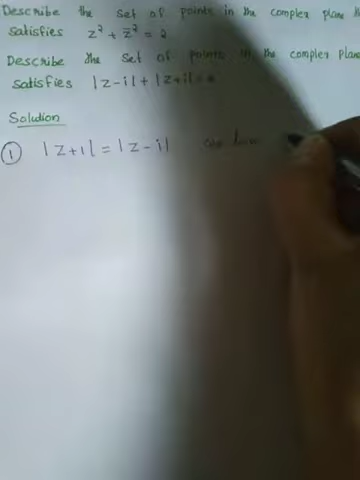 Describe the set of points in the complex plane
satisfies z² + z̄² = 2
Describe the set of points in the complex plane
satisfies |z-i| + |z+i| =
Solution
① |z+1| = |z-i|